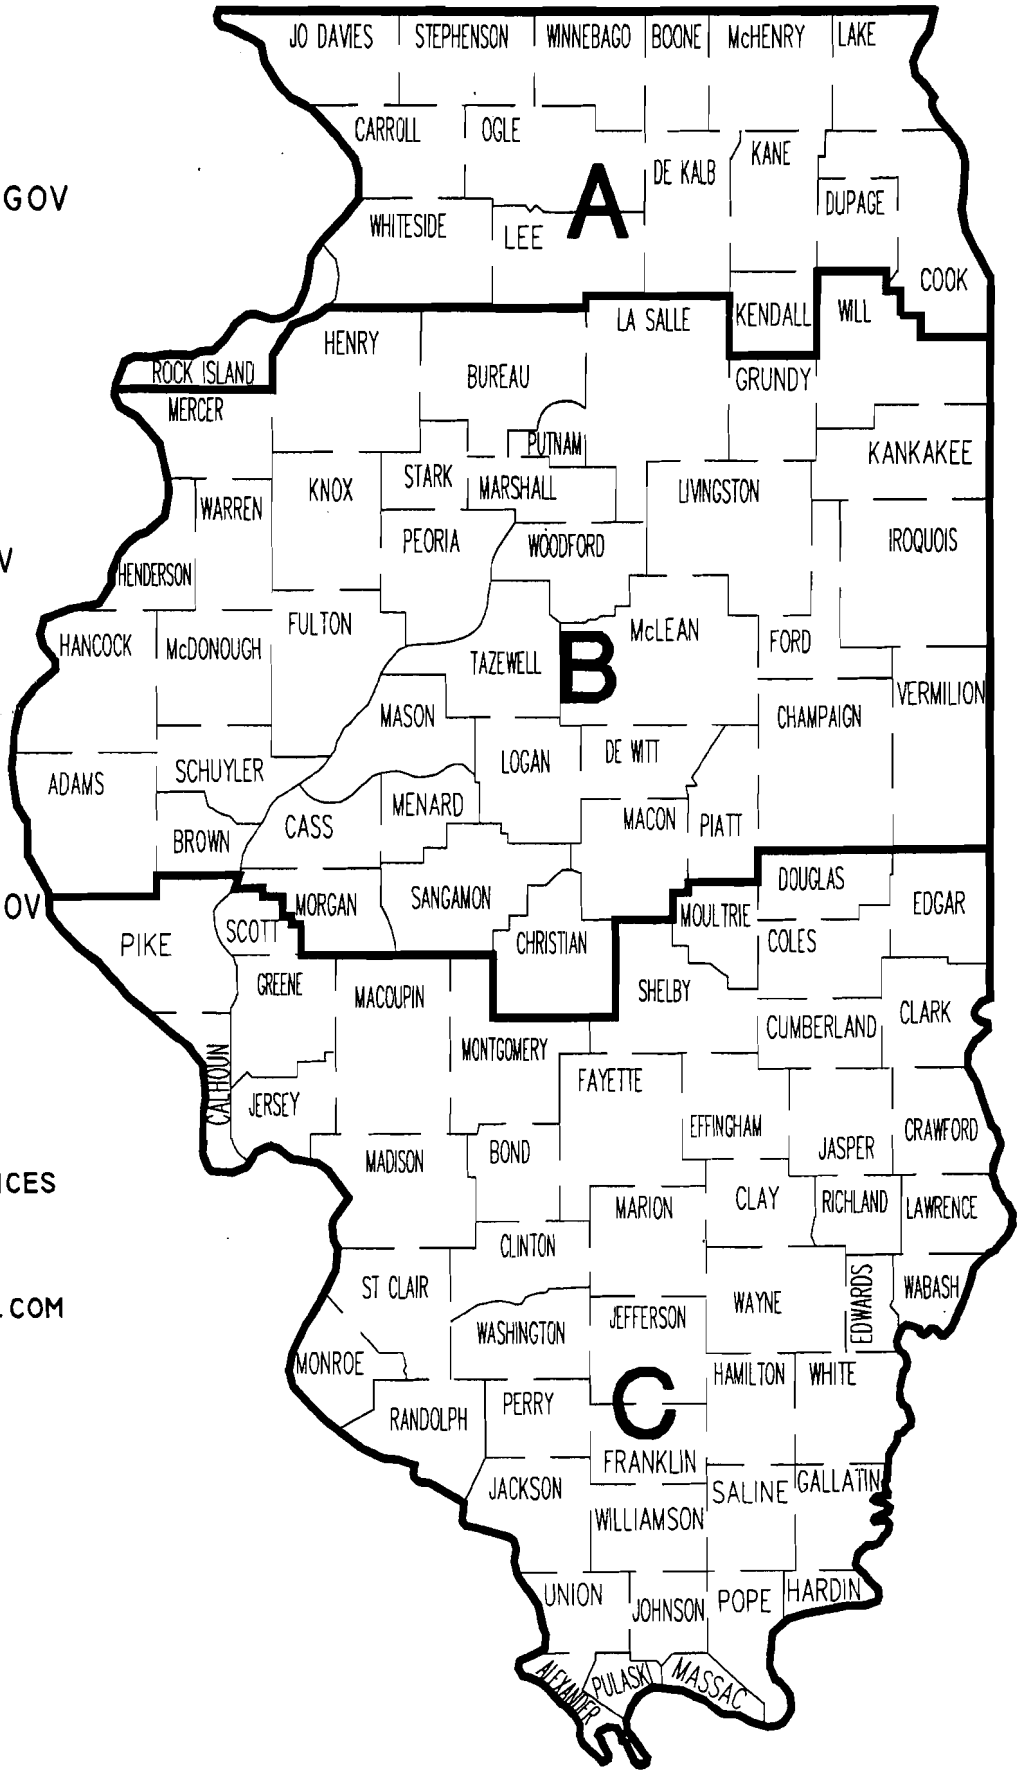 JO DAVIES STEPHENSON WINNEBAGO BOONE McHENRY LAKE
CARROLL OGLE
KANE
DE KALB
GOV
DUPAGE
A
WHITESIDE
LEE
COOK
LA SALLE KENDALL WILL
HENRY
ROCK ISLAND BUREAU GRUNDY
MERCER
PUTNAM KANKAKEE
STARK
KNOX MARSHALL LIVINGSTON
WARREN
PEORIA WOODFORD IROQUOIS
V
HENDERSON
FULTON
HANCOCK McDONOUGH McLEAN FORD
TAZEWELL B
VERMILION
MASON CHAMPAIGN
LOGAN DE WITT
ADAMS SCHUYLER
MENARD
CASS MACON PIATT
BROWN
DOUGLAS
OV MORGAN SANGAMON EDGAR
MOULTRIE
SCOTT
PIKE CHRISTIAN COLES
GREENE
MACOUPIN SHELBY
CLARK
CUMBERLAND
MONTGOMERY
CALHOUN FAYETTE
JERSEY
EFFINGHAM CRAWFORD
BOND JASPER
MADISON
ICES
CLAY RICHLAND LAWRENCE
MARION
CLINTON
ST CLAIR WABASH
.COM EDWARDS
WAYNE
JEFFERSON
WASHINGTON
MONROE
HAMILTON WHITE
PERRY C
RANDOLPH
FRANKLIN
JACKSON SALINE GALLATIN
WILLIAMSON
UNION POPE HARDIN
JOHNSON
ALEXANDER PULASKI MASSAC